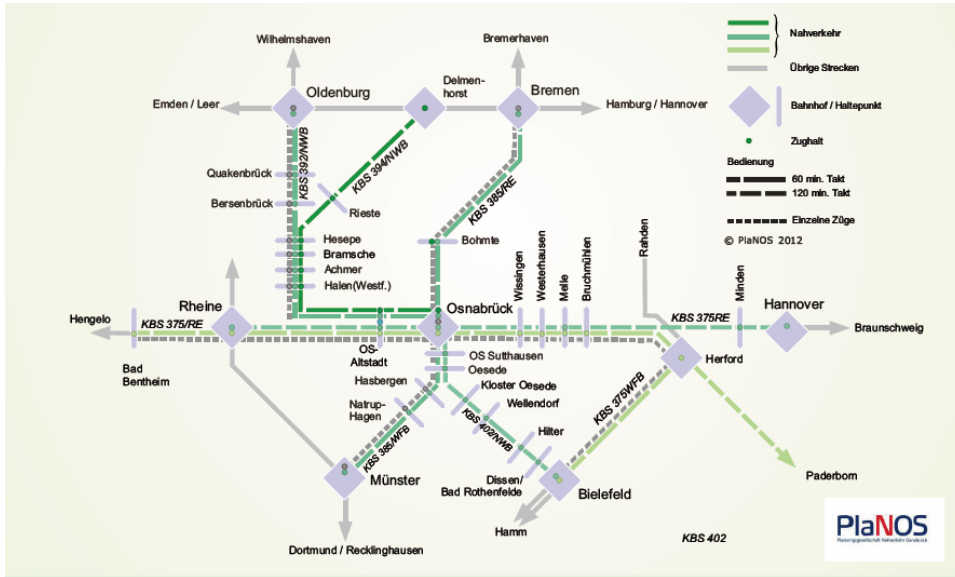 Wilhelmshaven
Bremerhaven
Nahverkehr
Übrige Strecken
Oldenburg
Delmen-
horst
Bremen
Emden / Leer
Hamburg / Hannover
Bahnhof / Haltepunkt
Zughalt
KBS 392/NWB
KBS 394/NWB
KBS 385/RE
Bedienung
Quakenbrück
60 min. Takt
120 min. Takt
Bersenbrück
Rieste
Einzelne Züge
Hesepe
Bohmte
© PlaNOS 2012
Bramsche
Achmer
Halen(Westf.)
Wissingen
Westerhausen
Melle
Bruchmühlen
Rahden
Minden
Rheine
Osnabrück
Hannover
Hengelo
KBS 375/RE
KBS 375/RE
Braunschweig
OS-
Altstadt
OS Sutthausen
Herford
Bad
Bentheim
Oesede
Hasbergen
Kloster Oesede
Natrup-
Hagen
Wellendorf
KBS 375WFB
KBS 385/WFB
KBS 402/NWB
Hilter
Münster
Dissen/
Bad Rothenfelde
Bielefeld
Paderborn
Hamm
KBS 402
Dortmund / Recklinghausen
PlaNOS
Planungsgesellschaft Nahverkehr Osnabrück